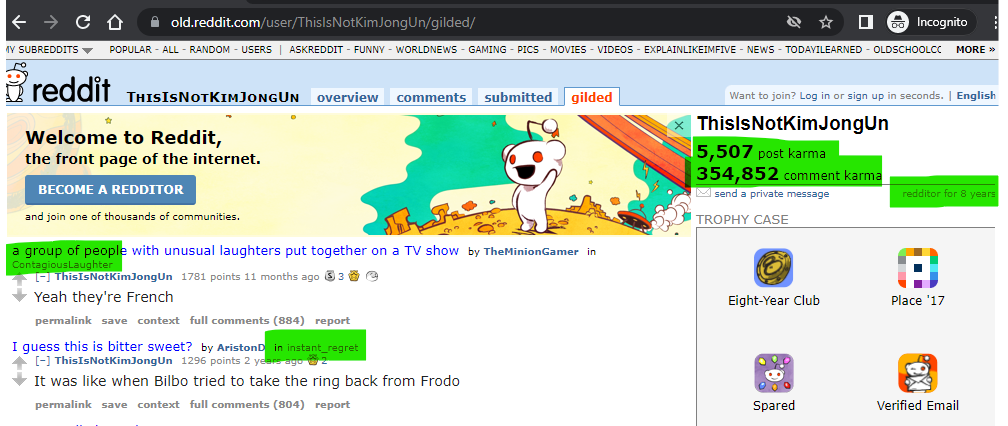 old.reddit.com/user/ThisIsNotKimJongUn/gilded/
Incognito
MY SUBREDDITS POPULAR - ALL - RANDOM - USERS | ASKREDDIT - FUNNY - WORLDNEWS - GAMING - PICS - MOVIES - VIDEOS - EXPLAINLIKEIMFIVE - NEWS - TODAYILEARNED - OLDSCHOOLCO MORE »
reddit ThisIsNotKimJongUn overview comments submitted gilded
Want to join? Log in or sign up in seconds. | English
Welcome to Reddit,
the front page of the internet.
BECOME A REDDITOR
and join one of thousands of communities.
×
a group of people with unusual laughters put together on a TV show by TheMinionGamer in
ContagiousLaughter
[–] ThisIsNotKimJongUn 1781 points 11 months ago 3
Yeah they're French
permalink save context full comments (884) report
I guess this is bitter sweet? by AristonD in instant_regret
[–] ThisIsNotKimJongUn 1296 points 2 years ago 2
It was like when Bilbo tried to take the ring back from Frodo
permalink save context full comments (804) report
ThisIsNotKimJongUn
5,507 post karma
354,852 comment karma
send a private message redditor for 8 years
TROPHY CASE
Eight-Year Club Place '17
Spared Verified Email